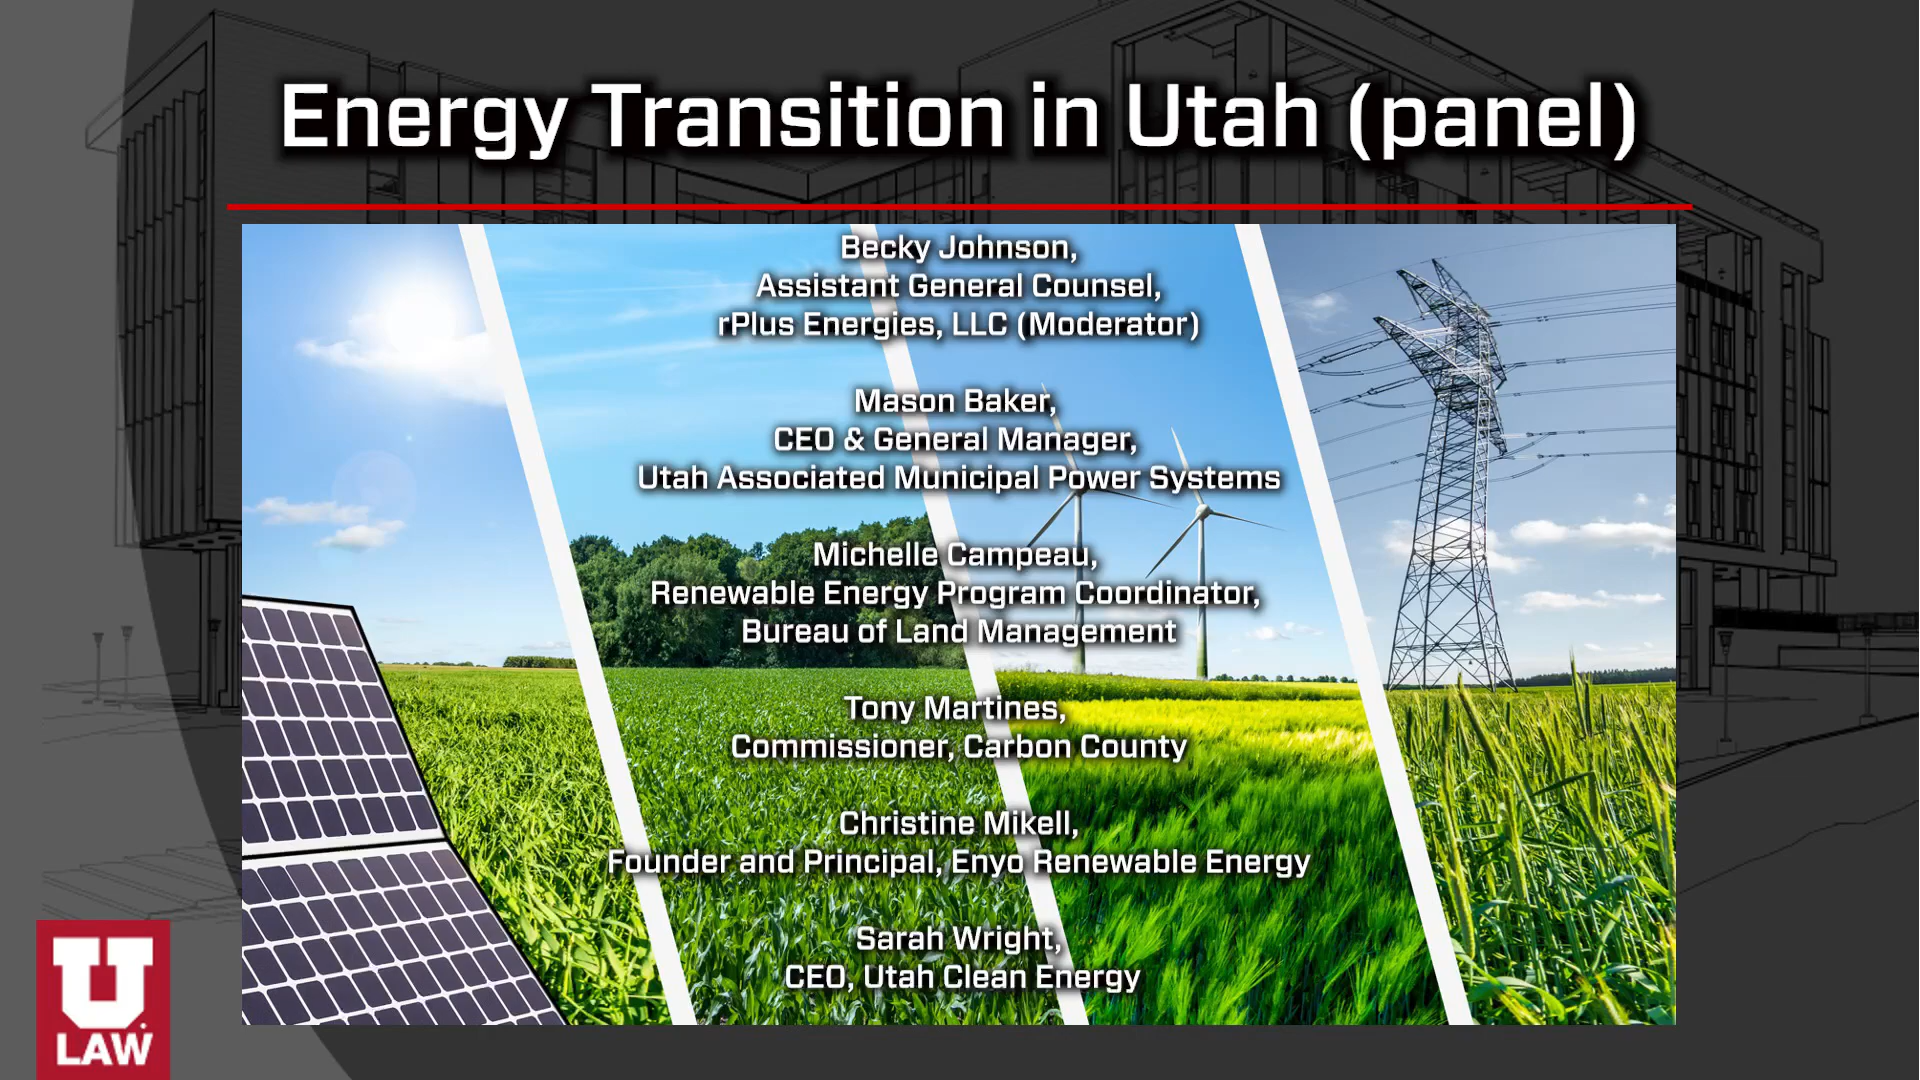 Energy Transition in Utah (panel)
Becky Johnson,
Assistant General Counsel,
rPlus Energies, LLC (Moderator)
Mason Baker,
CEO & General Manager,
Utah Associated Municipal Power Systems
Michelle Campeau,
Renewable Energy Program Coordinator,
Bureau of Land Management
Tony Martines,
Commissioner, Carbon County
Christine Mikell,
Founder and Principal, Enyo Renewable Energy
Sarah Wright,
CEO, Utah Clean Energy
U
LAW